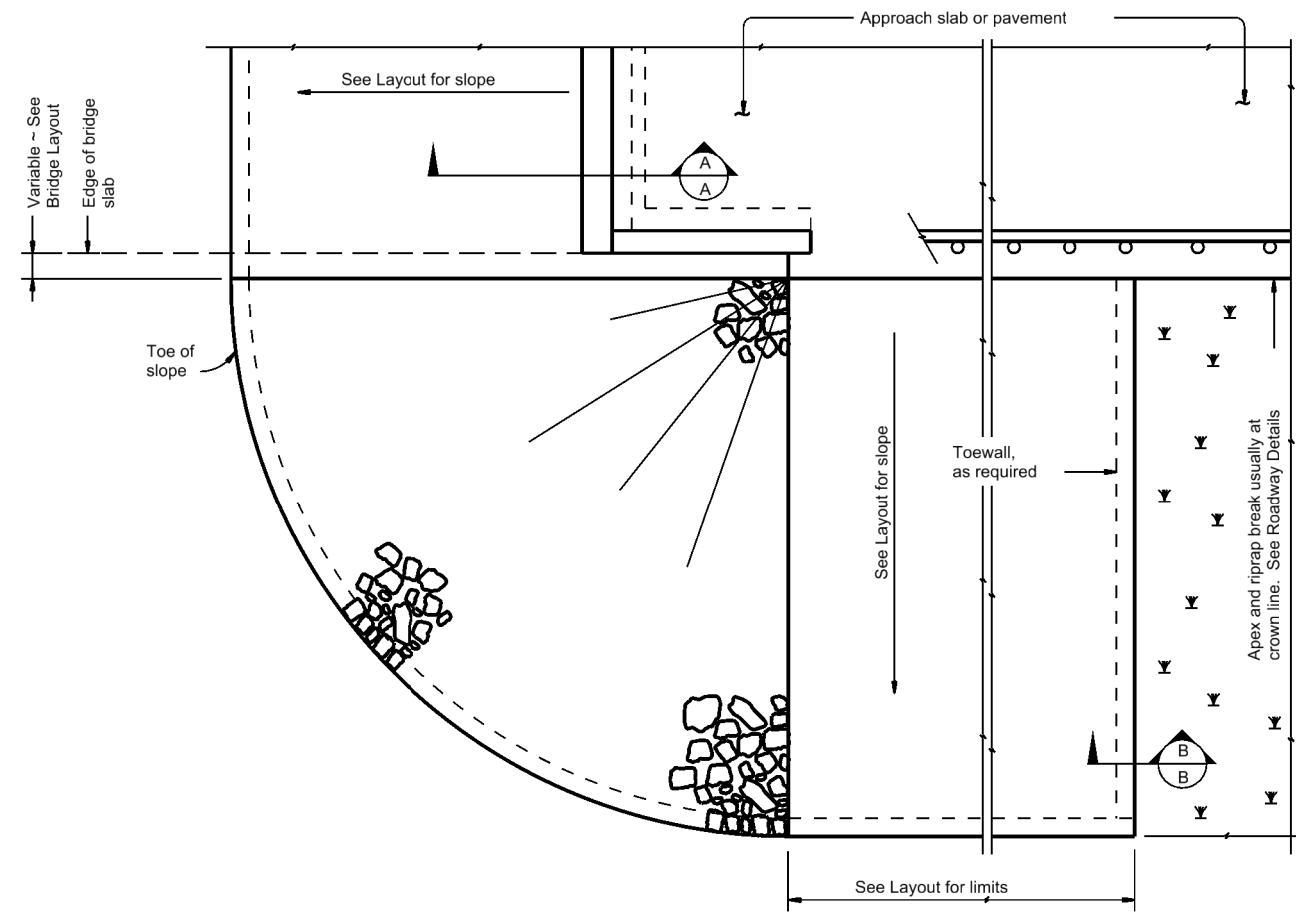 Approach slab or pavement
See Layout for slope
Variable ~ See
Bridge Layout
Edge of bridge
slab
A
A
Toe of
slope
See Layout for slope
Toewall,
as required
Apex and riprap break usually at
crown line. See Roadway Details
B
B
See Layout for limits